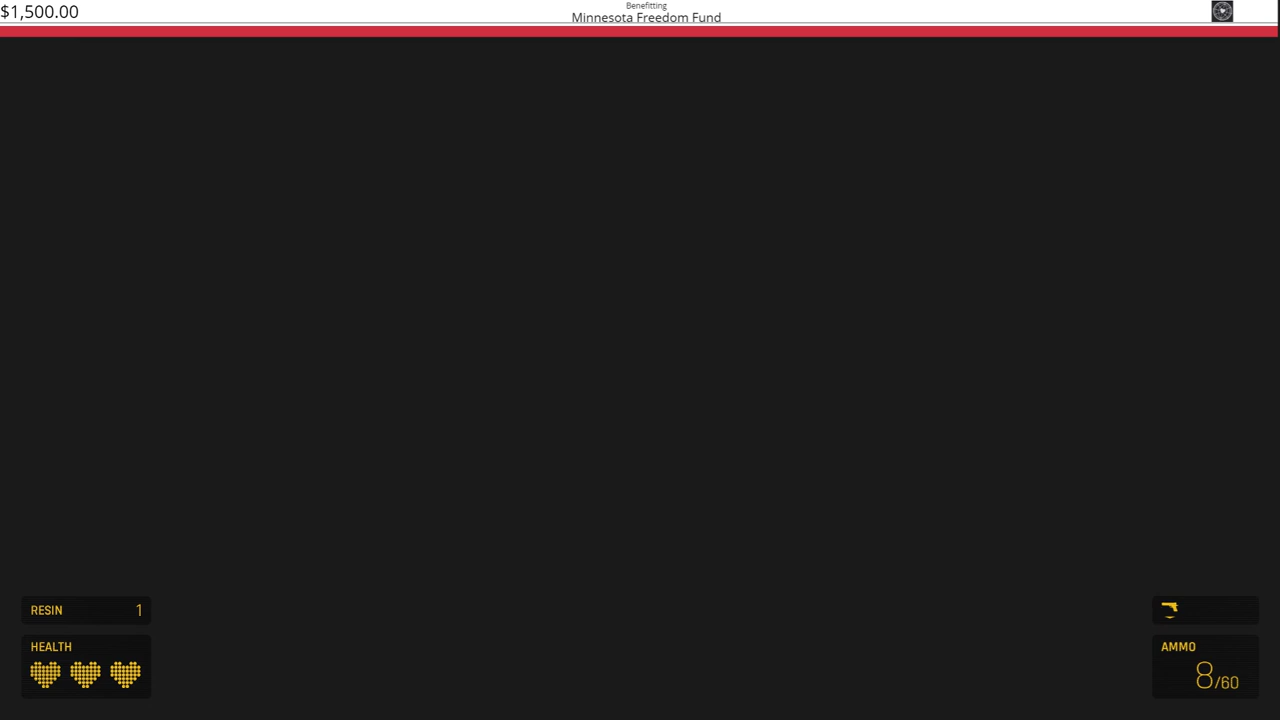 $1,500.00
Benefitting
Minnesota Freedom Fund
RESIN 1
HEALTH
AMMO
8/60